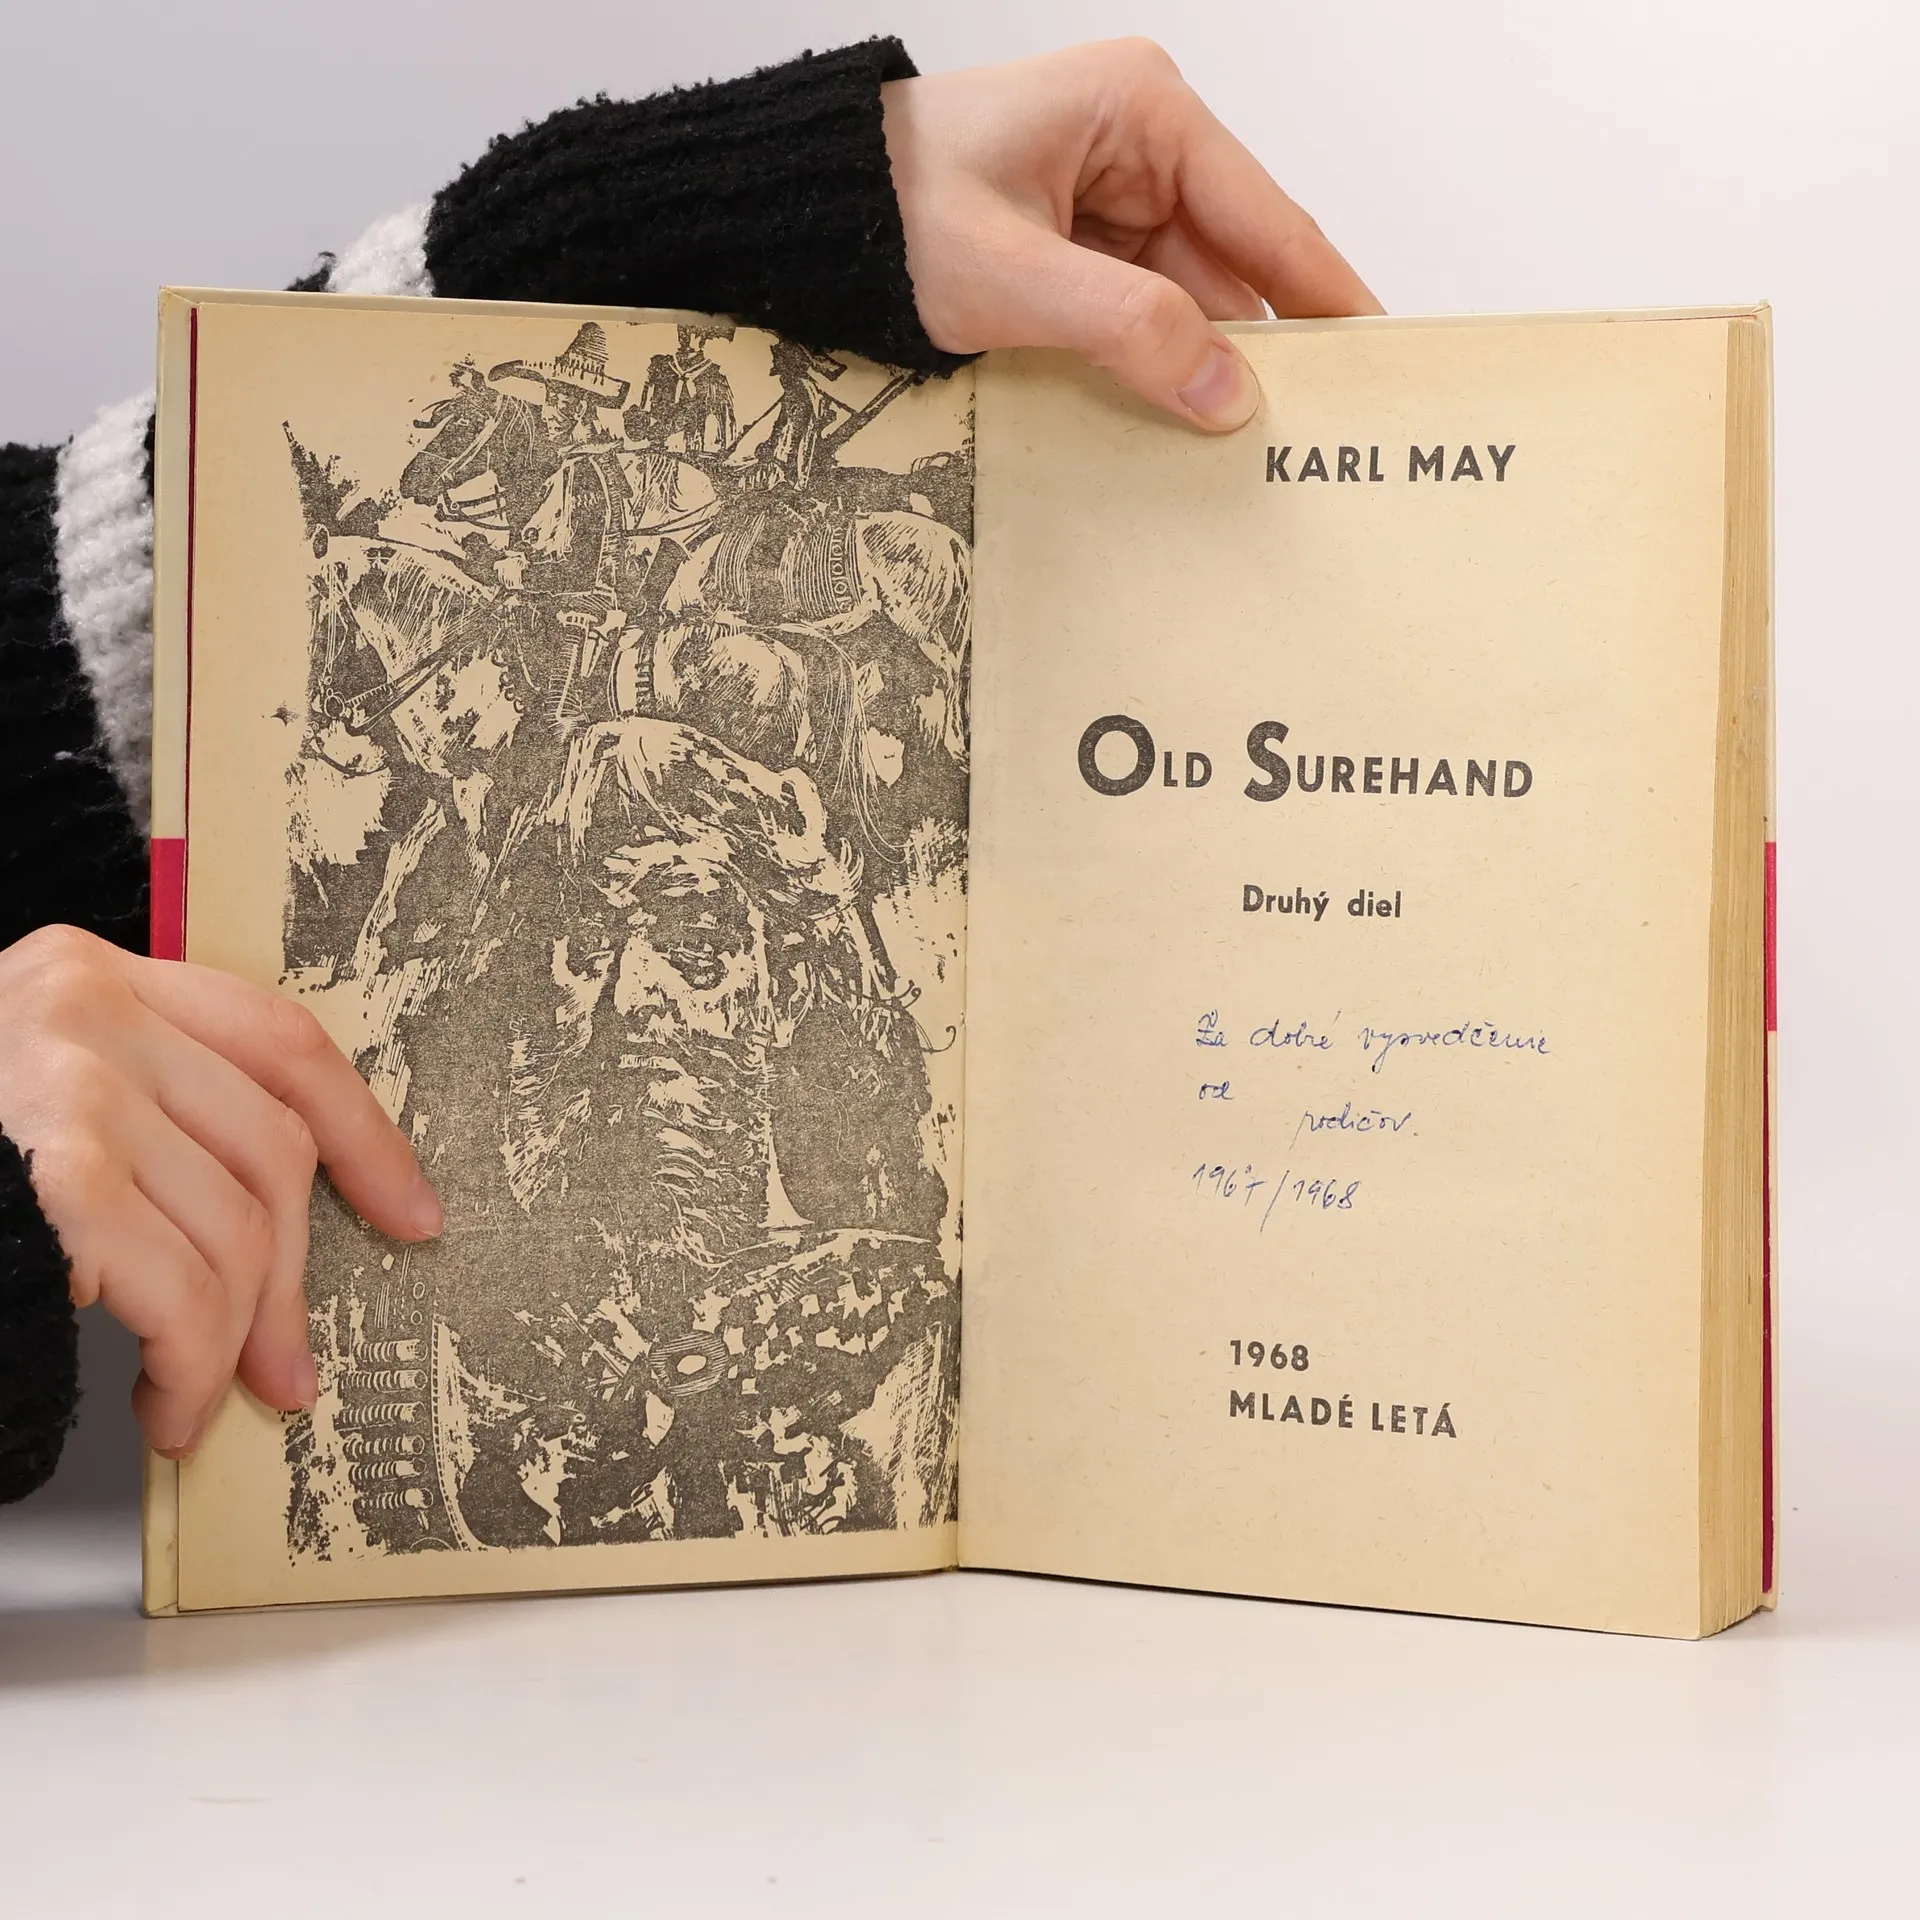 KARL MAY
OLD SUREHAND
Druhý diel
Za dobré vysvedčenie
od
rodičov.
1967/1968
1968
MLADÉ LETÁ